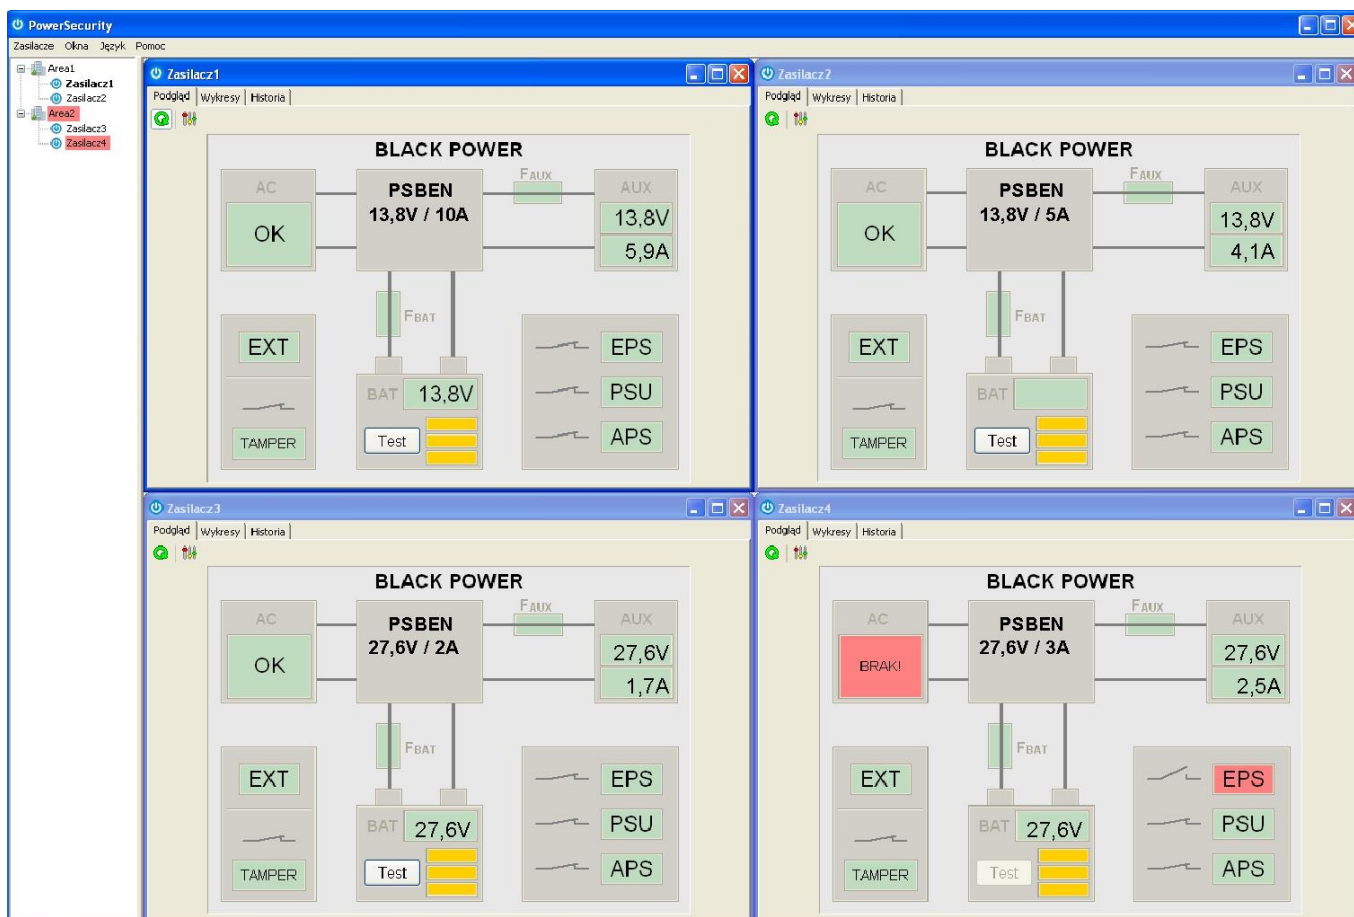 PowerSecurity
Zasilacze Okna Język Pomoc
Area1
Zasilacz1
Zasilacz2
Area2
Zasilacz3
Zasilacz4
Zasilacz1
Podgląd Wykresy Historia
BLACK POWER
AC
OK
PSBEN
13,8V / 10A
FAUX
AUX
13,8V
5,9A
FBAT
EXT
TAMPER
BAT 13,8V
Test
EPS
PSU
APS
Zasilacz2
Podgląd Wykresy Historia
BLACK POWER
AC
OK
PSBEN
13,8V / 5A
FAUX
AUX
13,8V
4,1A
FBAT
EXT
TAMPER
BAT
Test
EPS
PSU
APS
Zasilacz3
Podgląd Wykresy Historia
BLACK POWER
AC
OK
PSBEN
27,6V / 2A
FAUX
AUX
27,6V
1,7A
FBAT
EXT
TAMPER
BAT 27,6V
Test
EPS
PSU
APS
Zasilacz4
Podgląd Wykresy Historia
BLACK POWER
AC
BRAK!
PSBEN
27,6V / 3A
FAUX
AUX
27,6V
2,5A
FBAT
EXT
TAMPER
BAT 27,6V
Test
EPS
PSU
APS